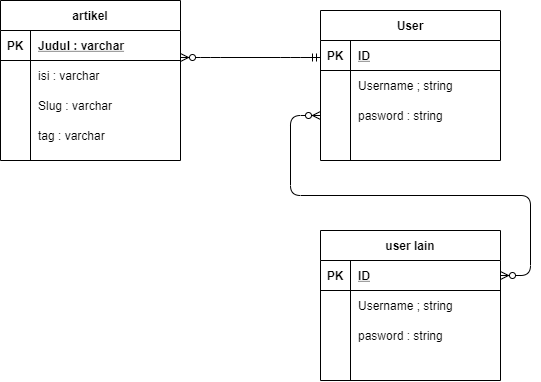 artikel
PK Judul : varchar
isi : varchar
Slug : varchar
tag : varchar
User
PK ID
Username ; string
pasword : string
user lain
PK ID
Username ; string
pasword : string